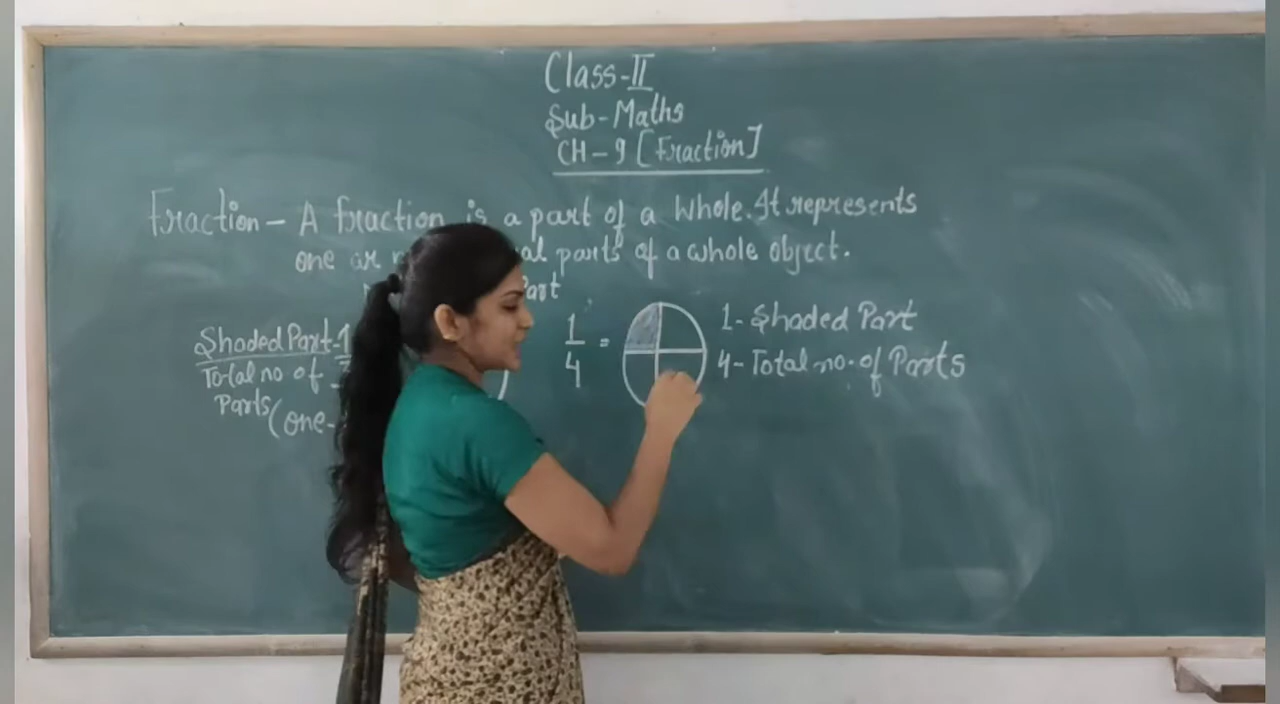 Class-II
Sub-Maths
CH-9 [Fraction]
Fraction - A fraction is a part of a whole. It represents
one or parts of a whole object.
Part
Shaded Part-1
Total no of
Parts (one-
1
4
=
1- Shaded Part
4- Total no. of Parts